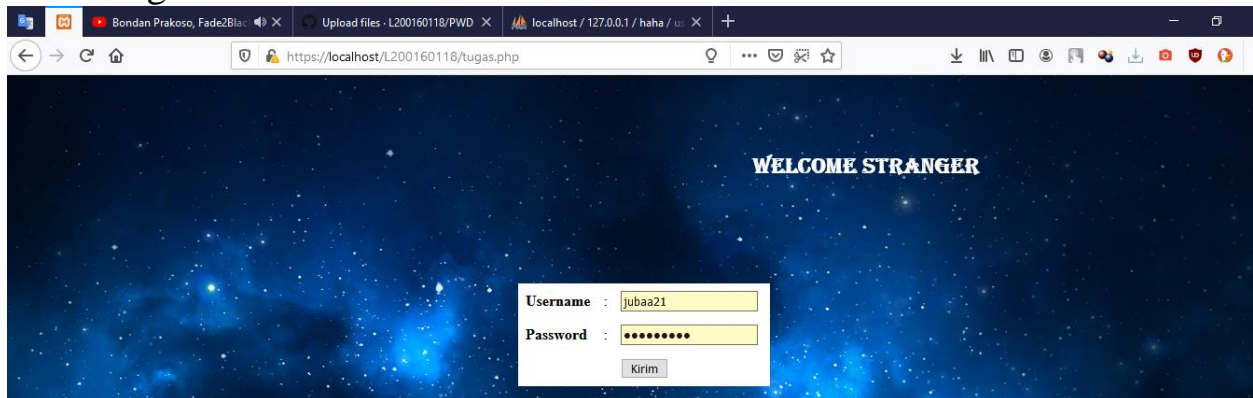 Bondan Prakoso, Fade2Blac
Upload files · L200160118/PWD
localhost / 127.0.0.1 / haha / us
https://localhost/L200160118/tugas.php
WELCOME STRANGER
Username : jubaa21
Password : •••••••••
Kirim